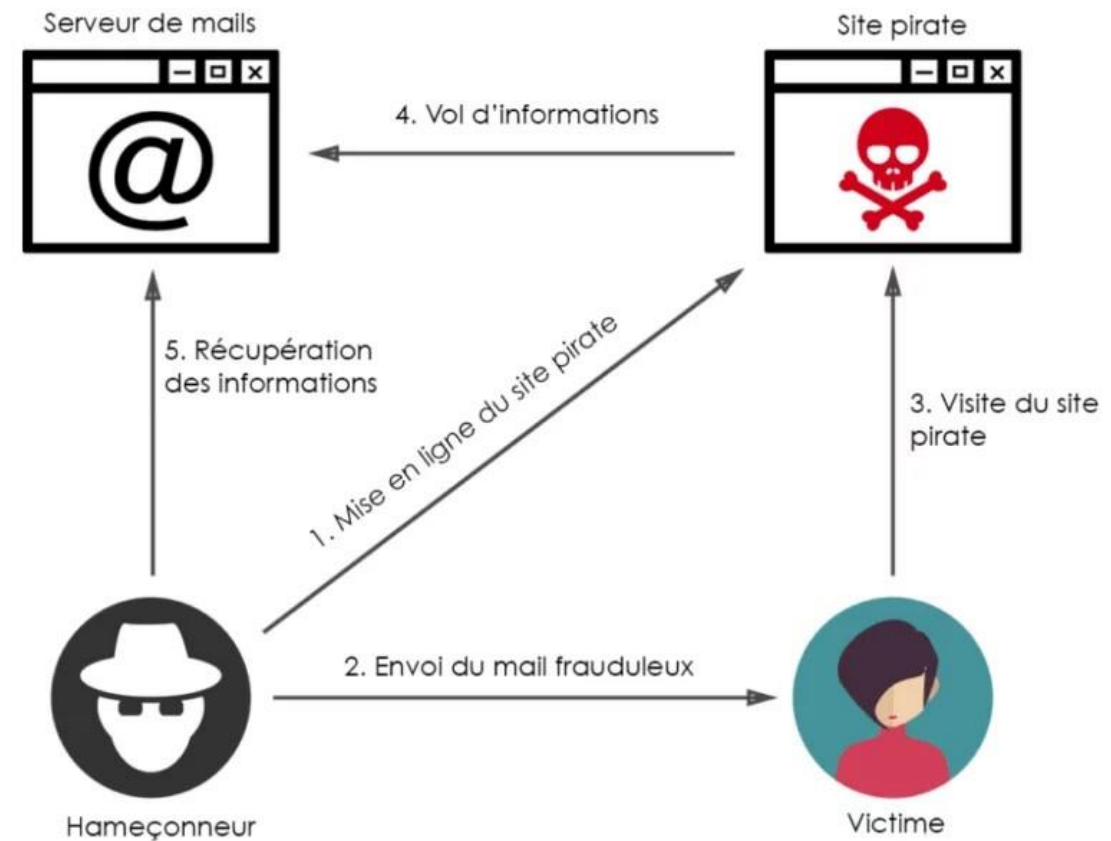 Serveur de mails
Site pirate
4. Vol d'informations
5. Récupération
des informations
1. Mise en ligne du site pirate
3. Visite du site
pirate
2. Envoi du mail frauduleux
Hameçonneur
Victime